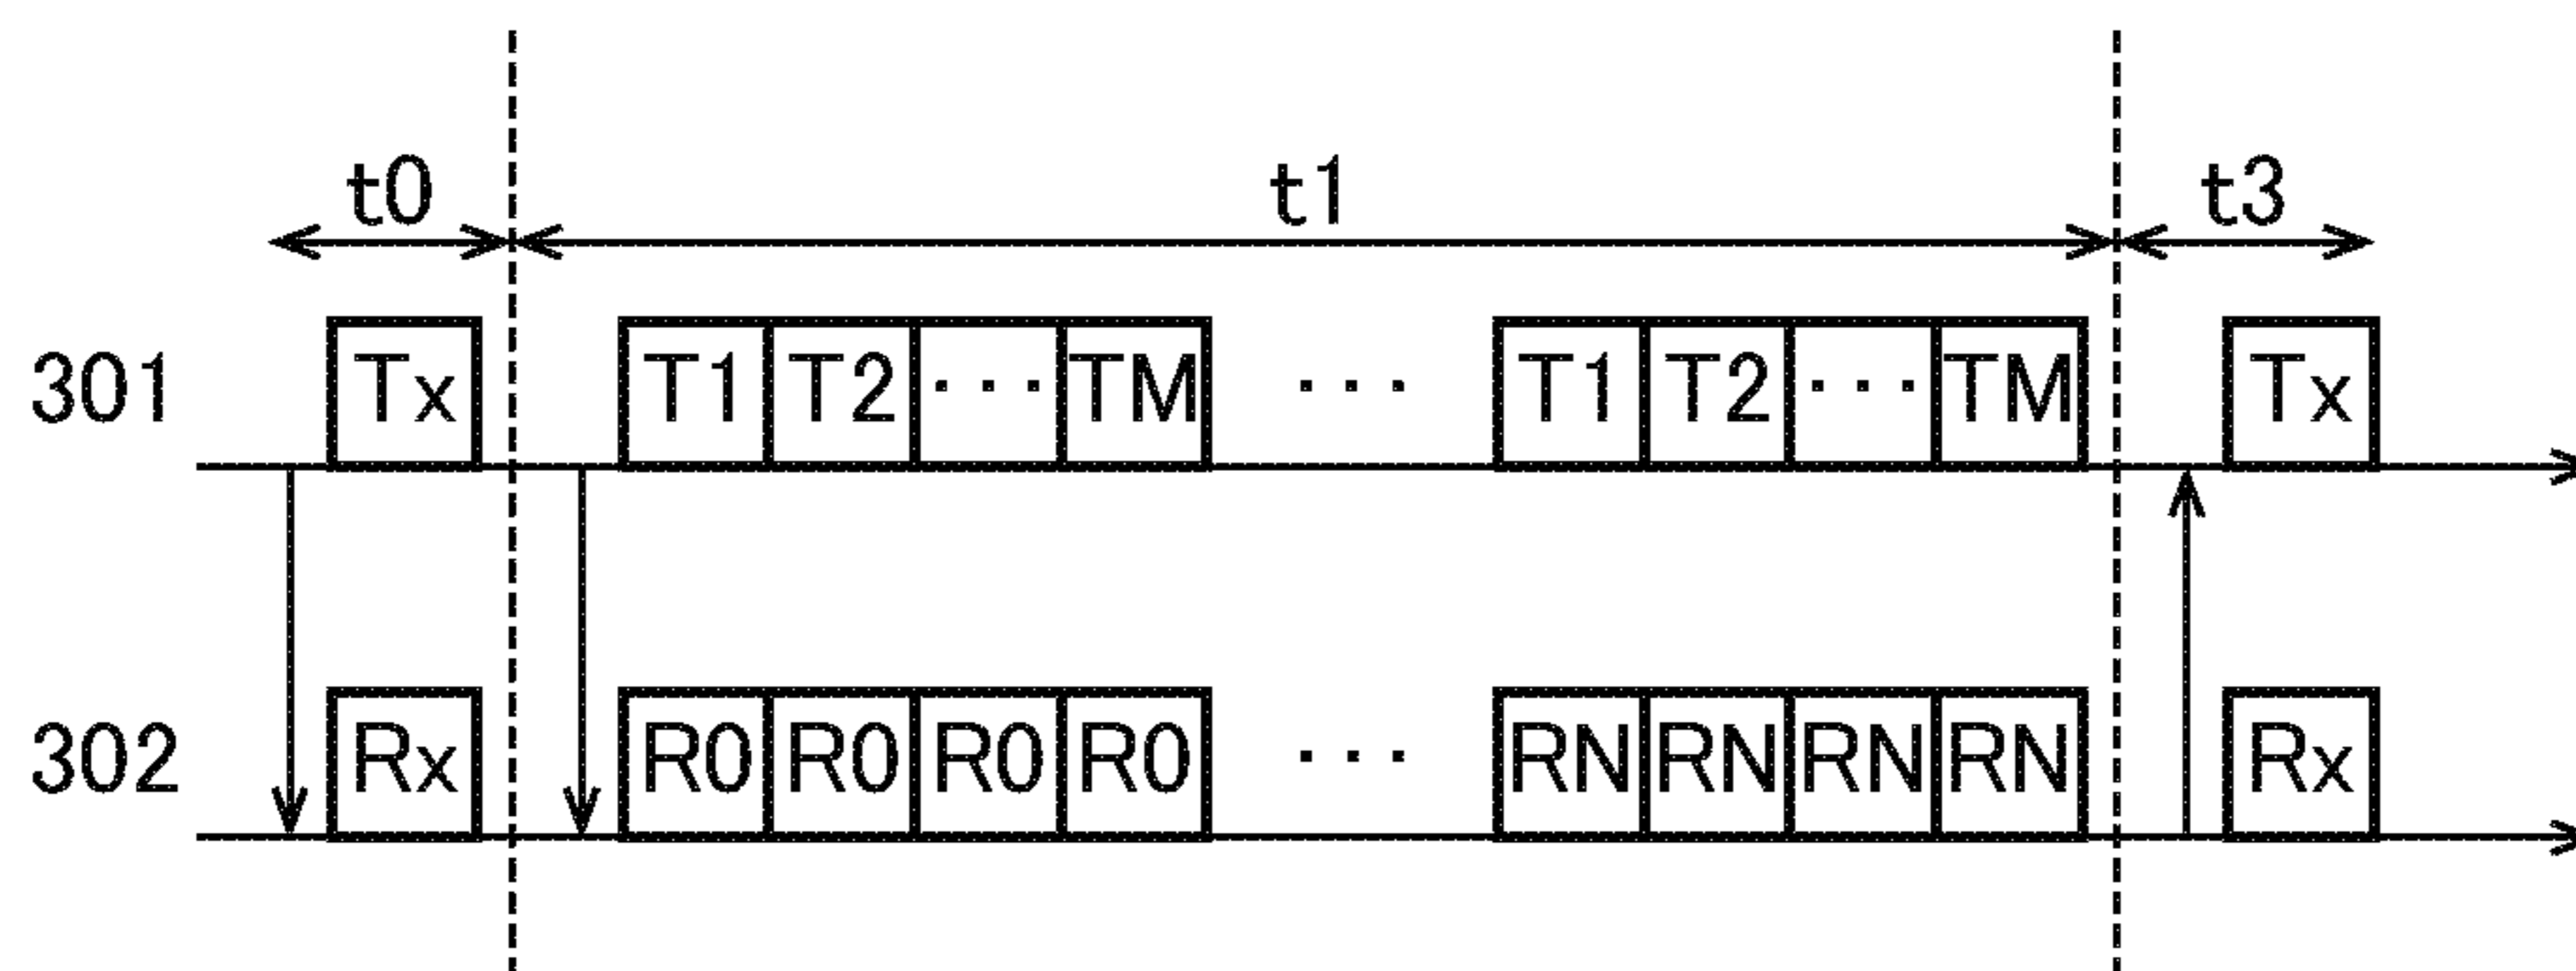 t0 t1 t3
301 Tx T1 T2 ··· TM ··· T1 T2 ··· TM Tx
302 Rx R0 R0 R0 R0 ··· RN RN RN RN Rx